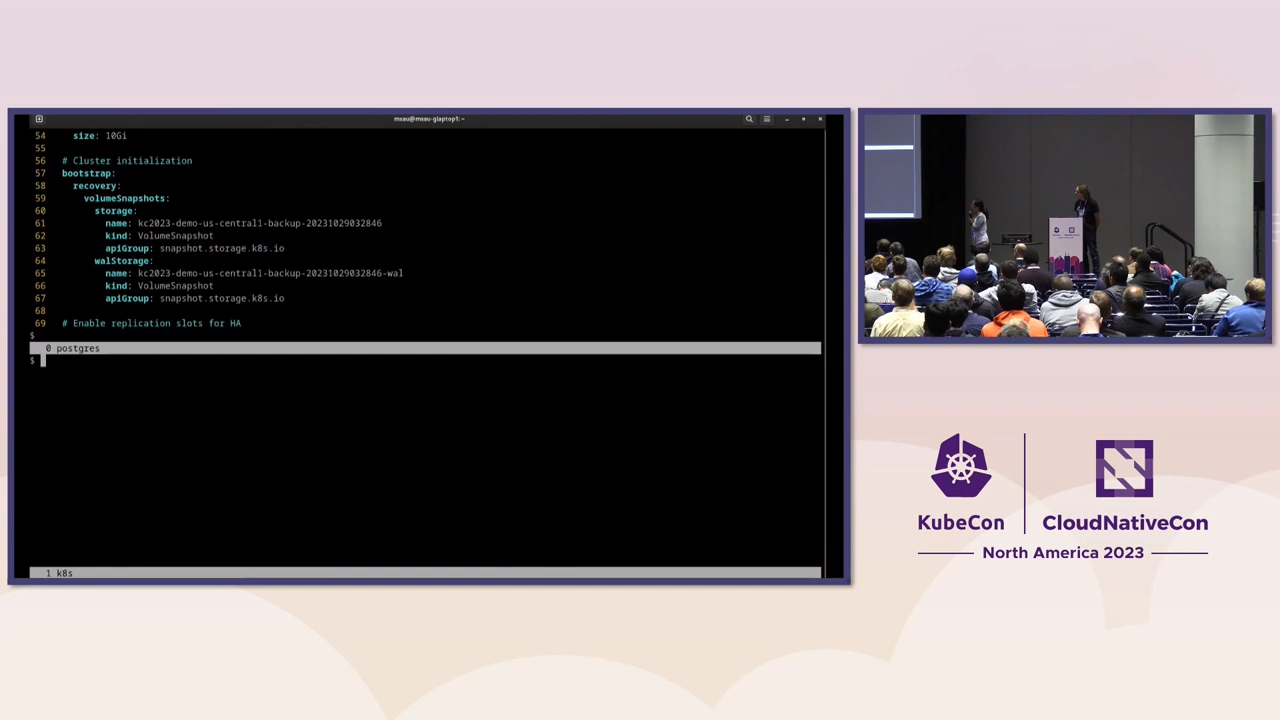 msau@msau-glaptop1:~
54 size: 10Gi
55
56 # Cluster initialization
57 bootstrap:
58 recovery:
59 volumeSnapshots:
60 storage:
61 name: kc2023-demo-us-central1-backup-20231029032846
62 kind: VolumeSnapshot
63 apiGroup: snapshot.storage.k8s.io
64 walStorage:
65 name: kc2023-demo-us-central1-backup-20231029032846-wal
66 kind: VolumeSnapshot
67 apiGroup: snapshot.storage.k8s.io
68
69 # Enable replication slots for HA
$
0 postgres
$
1 k8s
KubeCon
CloudNativeCon
North America 2023